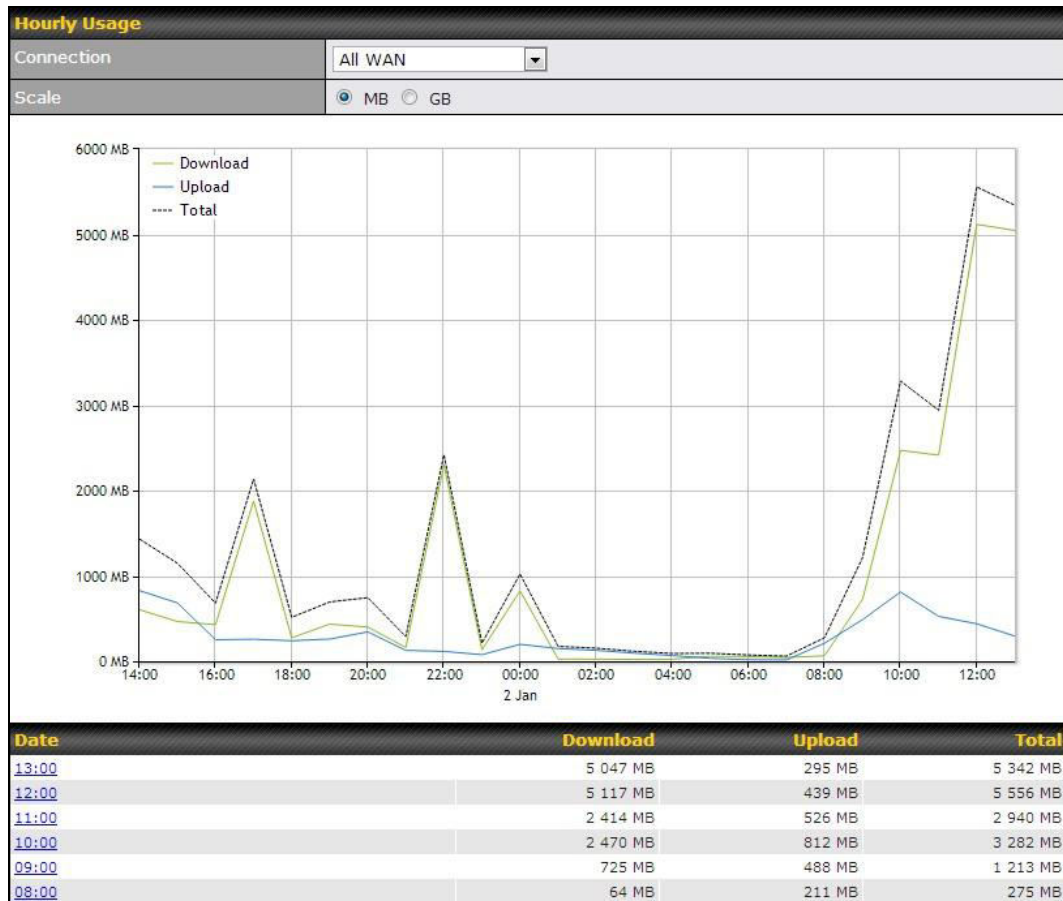 Hourly Usage
Connection All WAN
Scale MB GB
6000 MB
5000 MB
4000 MB
3000 MB
2000 MB
1000 MB
0 MB
Download
Upload
Total
14:00 16:00 18:00 20:00 22:00 00:00 02:00 04:00 06:00 08:00 10:00 12:00
2 Jan
Date Download Upload Total
13:00 5 047 MB 295 MB 5 342 MB
12:00 5 117 MB 439 MB 5 556 MB
11:00 2 414 MB 526 MB 2 940 MB
10:00 2 470 MB 812 MB 3 282 MB
09:00 725 MB 488 MB 1 213 MB
08:00 64 MB 211 MB 275 MB